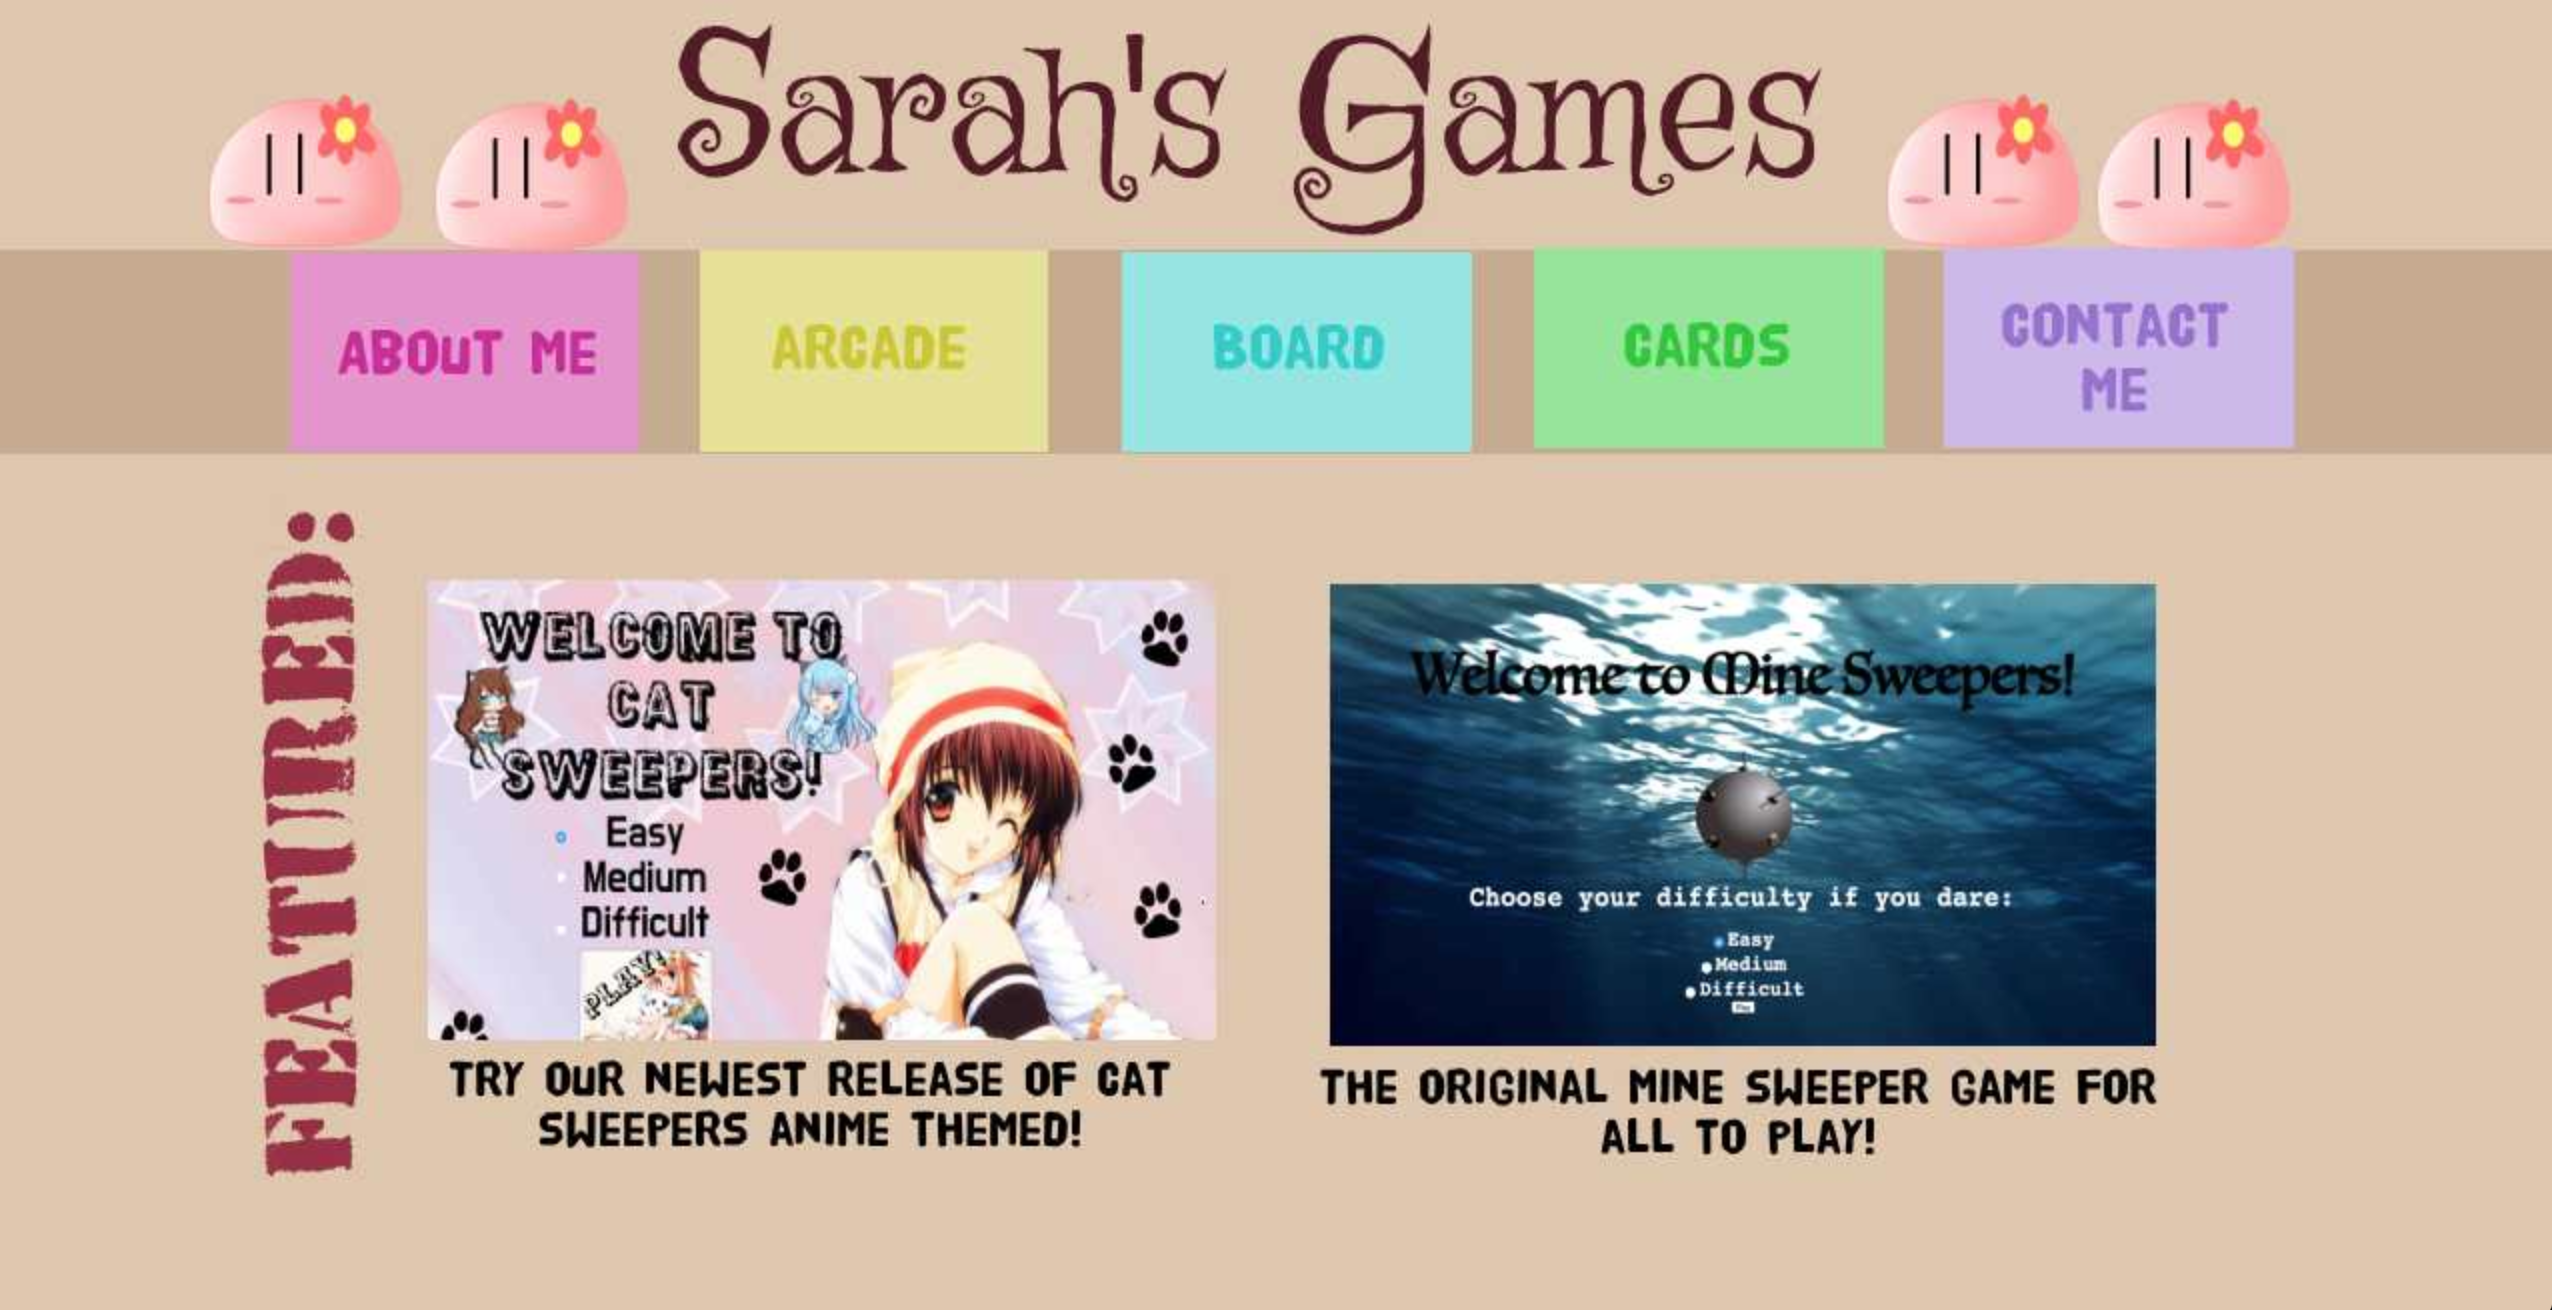 Sarah's Games
ABOUT ME
ARCADE
BOARD
CARDS
CONTACT
ME
FEATURED:
WELCOME TO
CAT
SWEEPERS!
Easy
Medium
Difficult
PLAY!
TRY OUR NEWEST RELEASE OF CAT
SWEEPERS ANIME THEMED!
Welcome to Mine Sweepers!
Choose your difficulty if you dare:
Easy
Medium
Difficult
Play
THE ORIGINAL MINE SWEEPER GAME FOR
ALL TO PLAY!